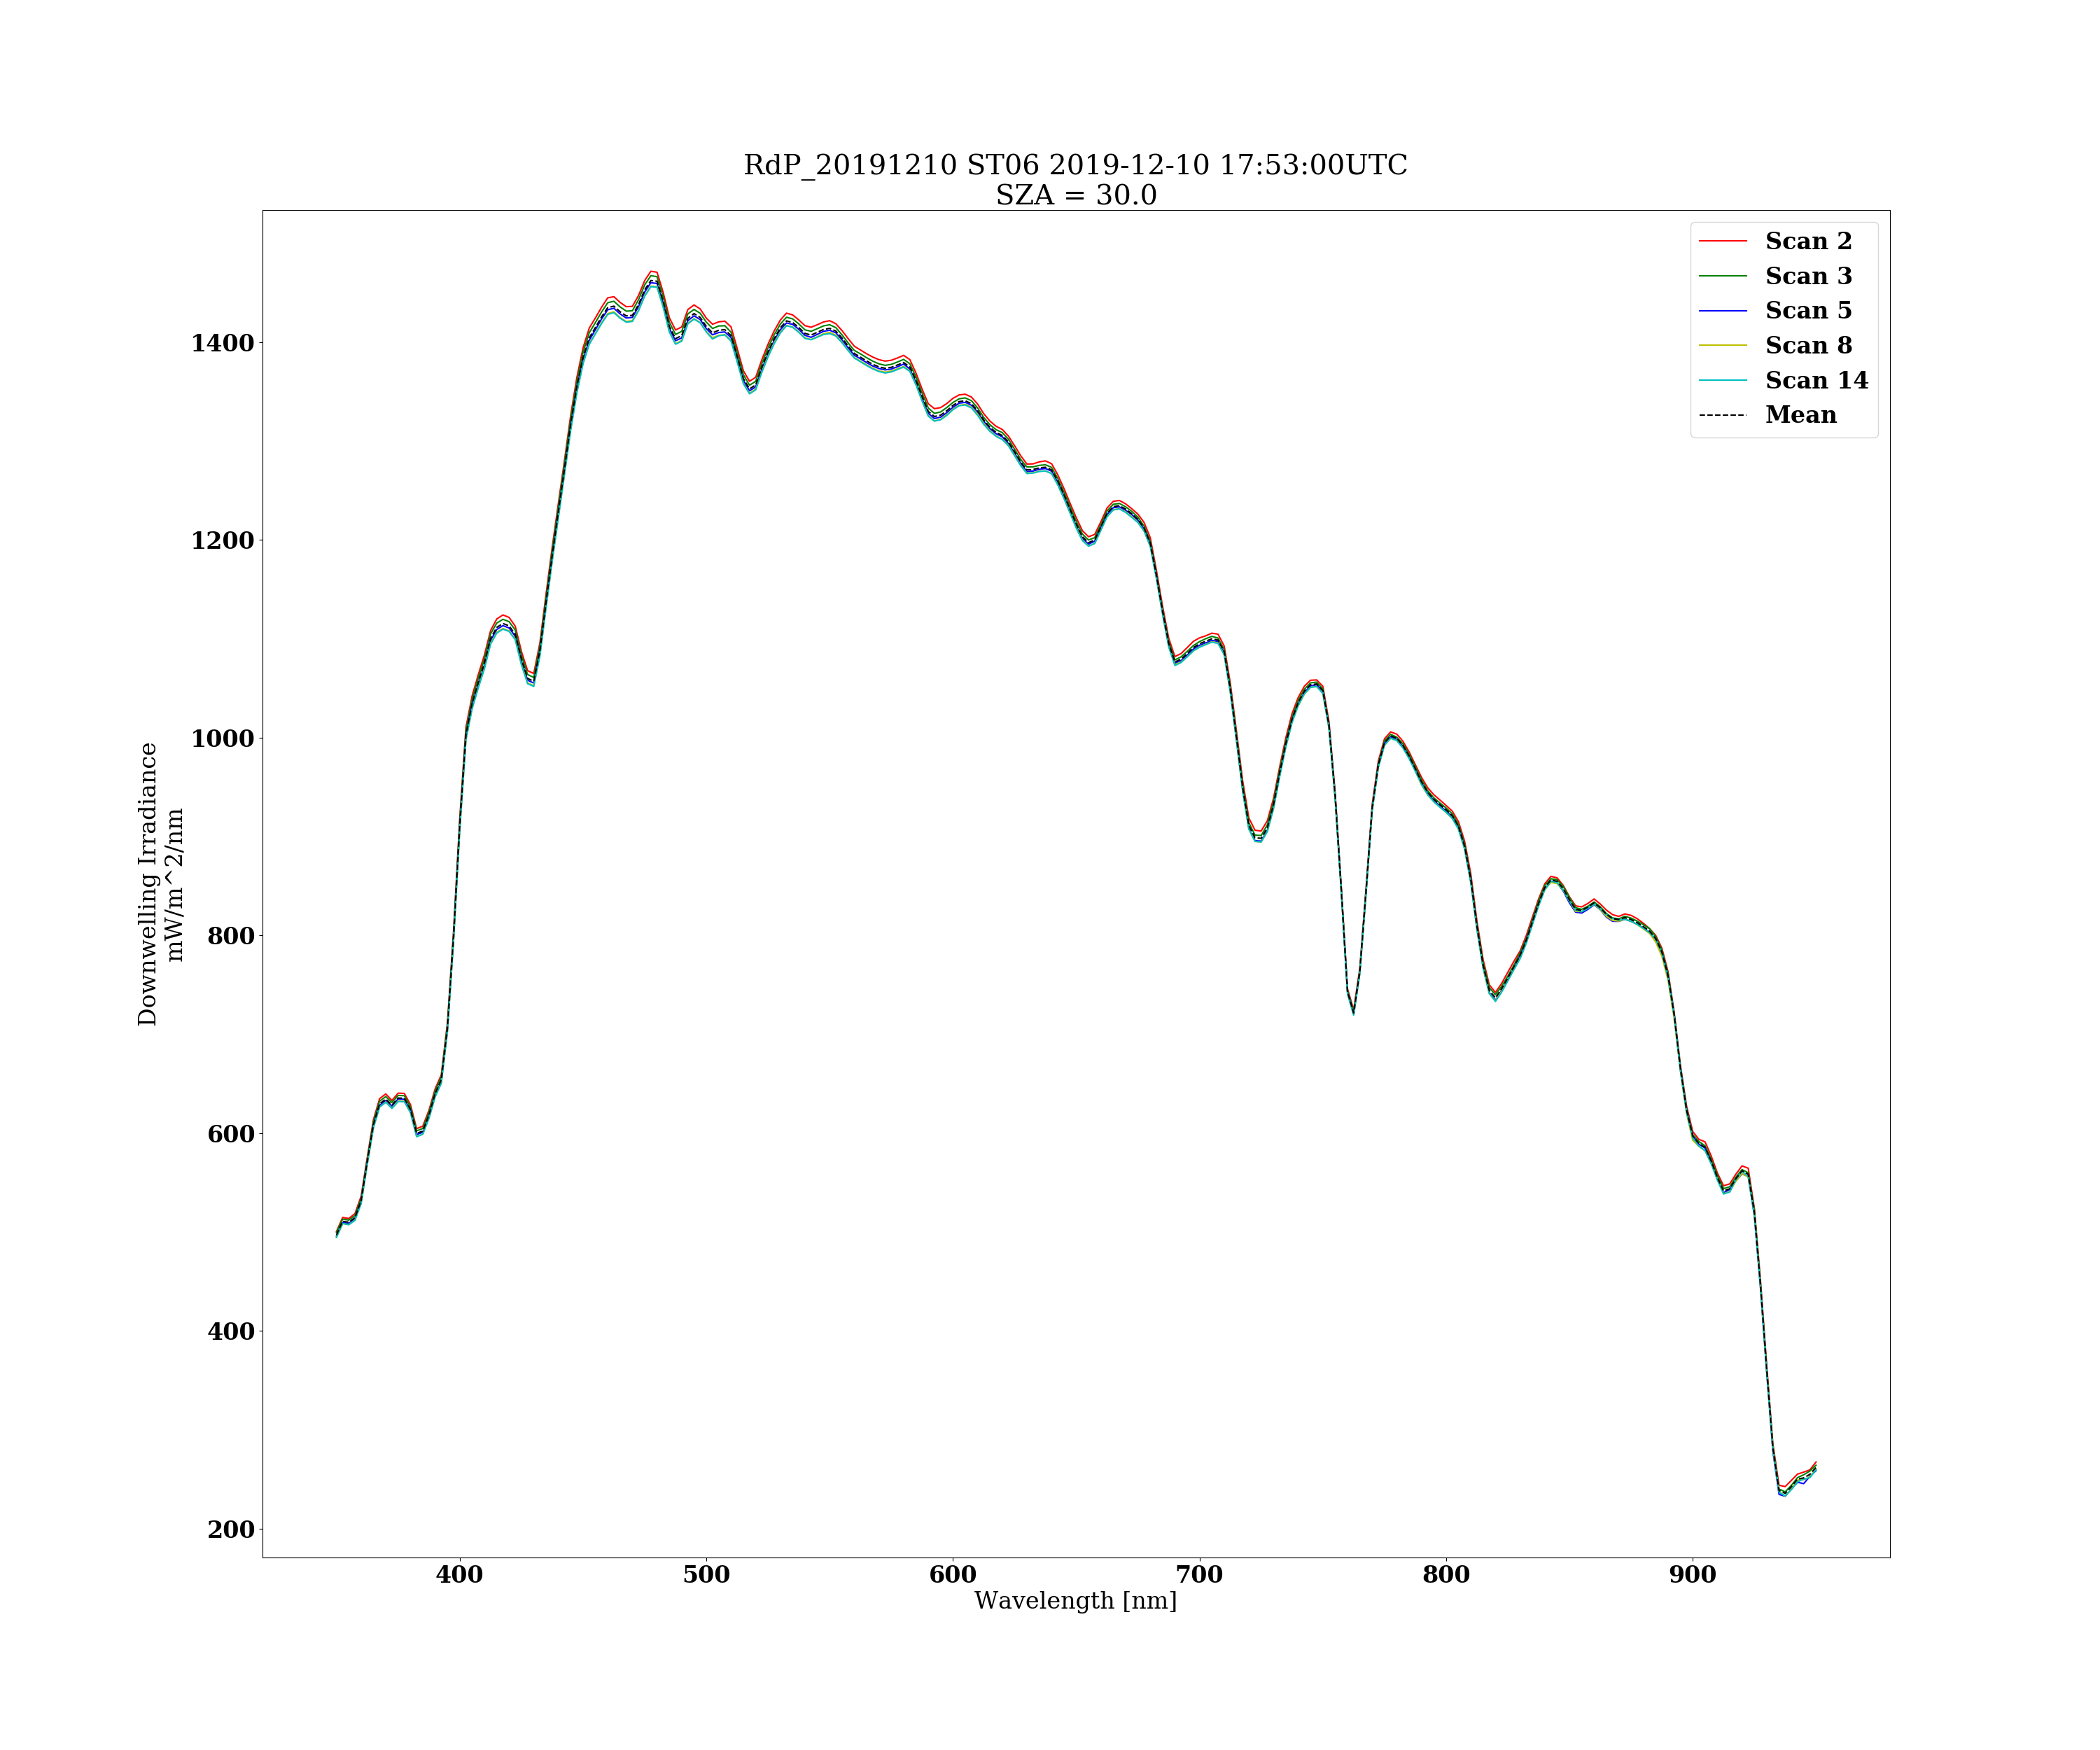 RdP_20191210 ST06 2019-12-10 17:53:00UTC
SZA = 30.0
Scan 2
Scan 3
Scan 5
Scan 8
Scan 14
Mean
Downwelling Irradiance
mW/m^2/nm
1400
1200
1000
800
600
400
200
400 500 600 700 800 900
Wavelength [nm]